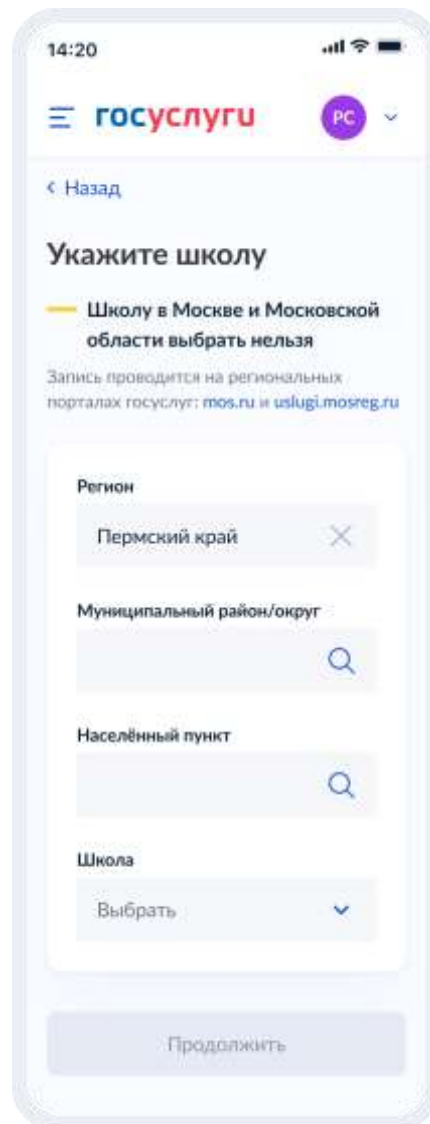 14:20
госуслуги
РС
Назад
Укажите школу
Школу в Москве и Московской
области выбрать нельзя
Запись проводится на региональных
порталах госуслуг: mos.ru и uslugi.mosreg.ru
Регион
Пермский край
Муниципальный район/округ
Населённый пункт
Школа
Выбрать
Продолжить